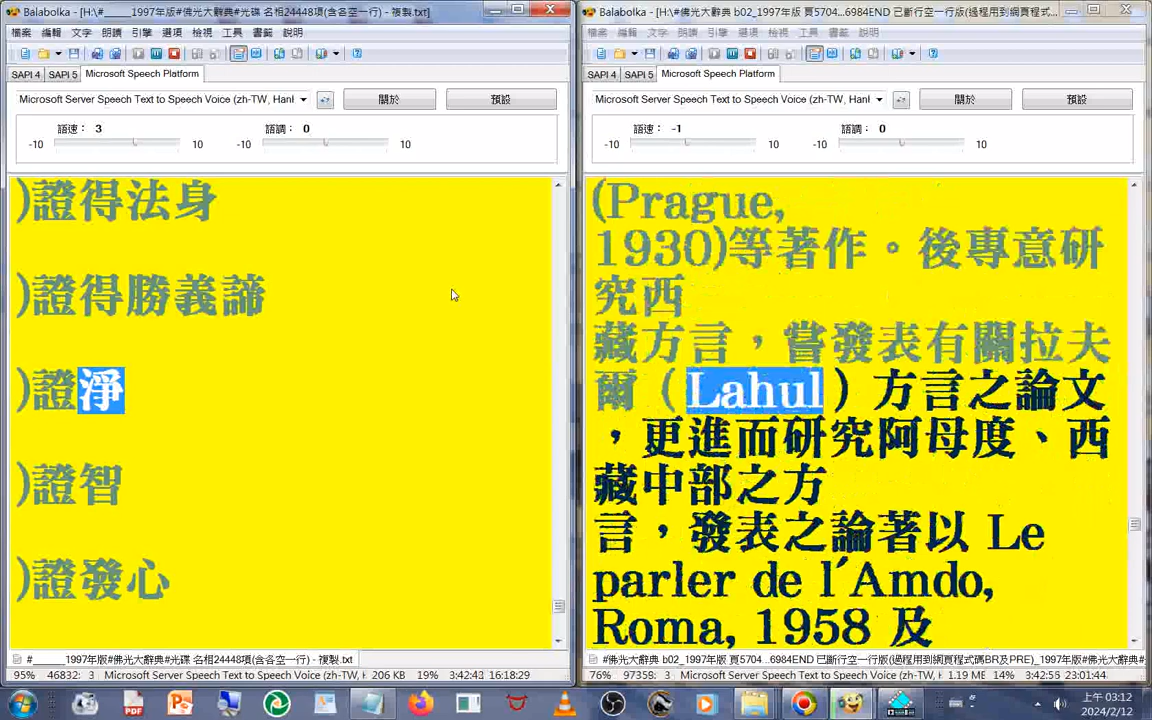 Balabolka - [H:\#_____1997年版#佛光大辭典#光碟 名相24448項(含各空一行) - 複製.txt]
檔案 編輯 文字 朗讀 引擎 選項 檢視 工具 書籤 說明
SAPI 4 SAPI 5 Microsoft Speech Platform
Microsoft Server Speech Text to Speech Voice (zh-TW, HanH
關於
預設
語速： 3
語調： 0
-10 10 -10 10
)證得法身
)證得勝義諦
)證淨
)證智
)證發心
#_____1997年版#佛光大辭典#光碟 名相24448項(含各空一行) - 複製.txt
95% 46832: 3 Microsoft Server Speech Text to Speech Voice (zh-TW, H 206 KB 19% 3:42:43 16:18:29
Balabolka - [H:\#佛光大辭典 b02_1997年版 頁5704...6984END 已斷行空一行版(過程用到網頁程式...
檔案 編輯 文字 朗讀 引擎 選項 檢視 工具 書籤 說明
SAPI 4 SAPI 5 Microsoft Speech Platform
Microsoft Server Speech Text to Speech Voice (zh-TW, HanH
關於
預設
語速： -1
語調： 0
-10 10 -10 10
(Prague,
1930)等著作。後專意研
究西
藏方言，嘗發表有關拉夫
爾（Lahul）方言之論文
，更進而研究阿母度、西
藏中部之方
言，發表之論著以 Le
parler de l'Amdo,
Roma, 1958 及
#佛光大辭典 b02_1997年版 頁5704...6984END 已斷行空一行版(過程用到網頁程式碼BR及PRE)_1997年版#佛光大辭典#
76% 97358: 3 Microsoft Server Speech Text to Speech Voice (zh-TW, H 1.19 ME 14% 3:42:55 23:01:44
上午 03:12
2024/2/12